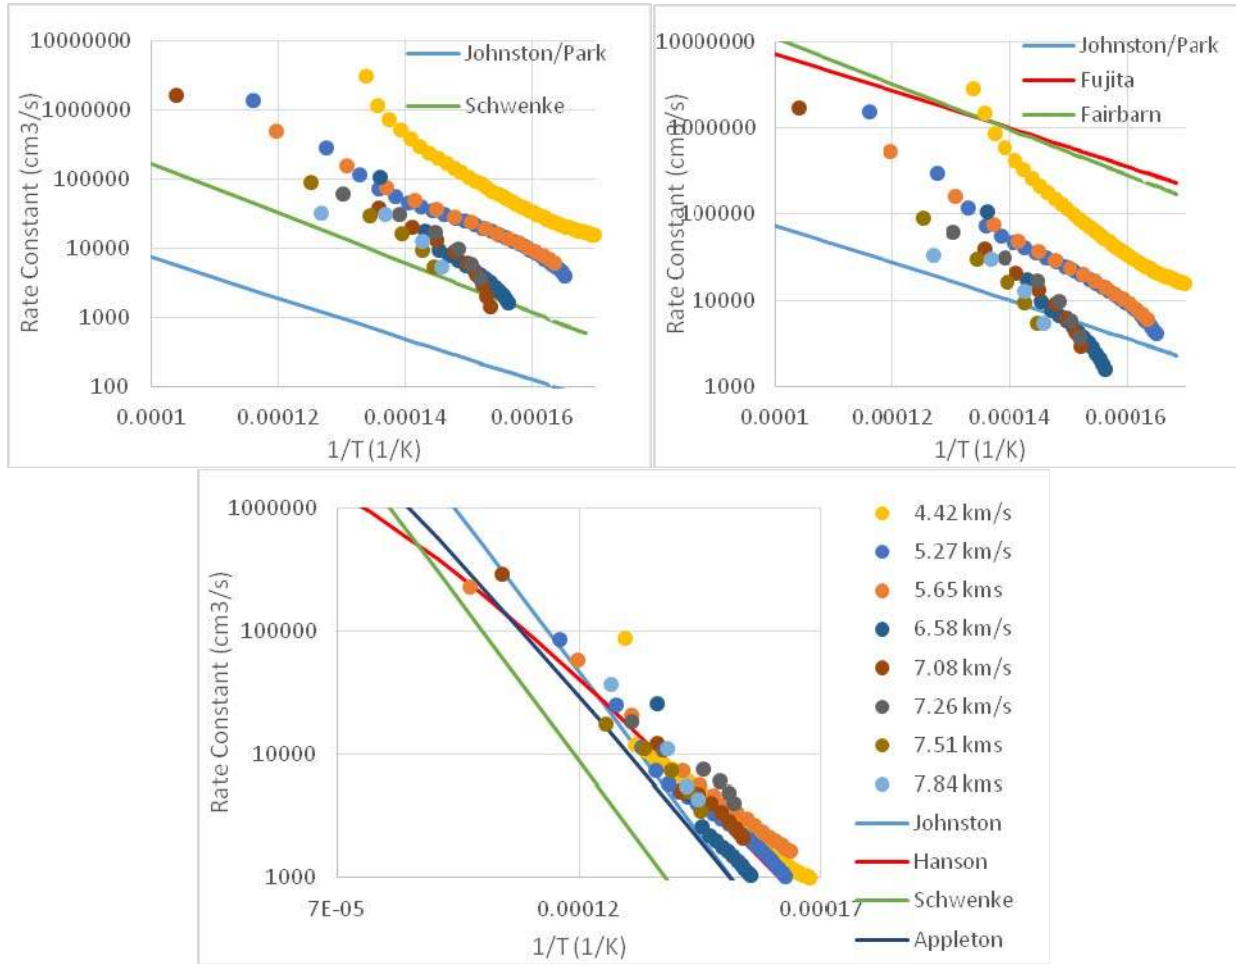 10000000
1000000
100000
10000
1000
100
Rate Constant (cm3/s)
Johnston/Park
Schwenke
0.0001
0.00012
0.00014
0.00016
1/T (1/K)
10000000
1000000
100000
10000
1000
Rate Constant (cm3/s)
Johnston/Park
Fujita
Fairbarn
0.0001
0.00012
0.00014
0.00016
1/T (1/K)
1000000
100000
10000
1000
Rate Constant (cm3/s)
7E-05
0.00012
0.00017
1/T (1/K)
4.42 km/s
5.27 km/s
5.65 kms
6.58 km/s
7.08 km/s
7.26 km/s
7.51 kms
7.84 kms
Johnston
Hanson
Schwenke
Appleton